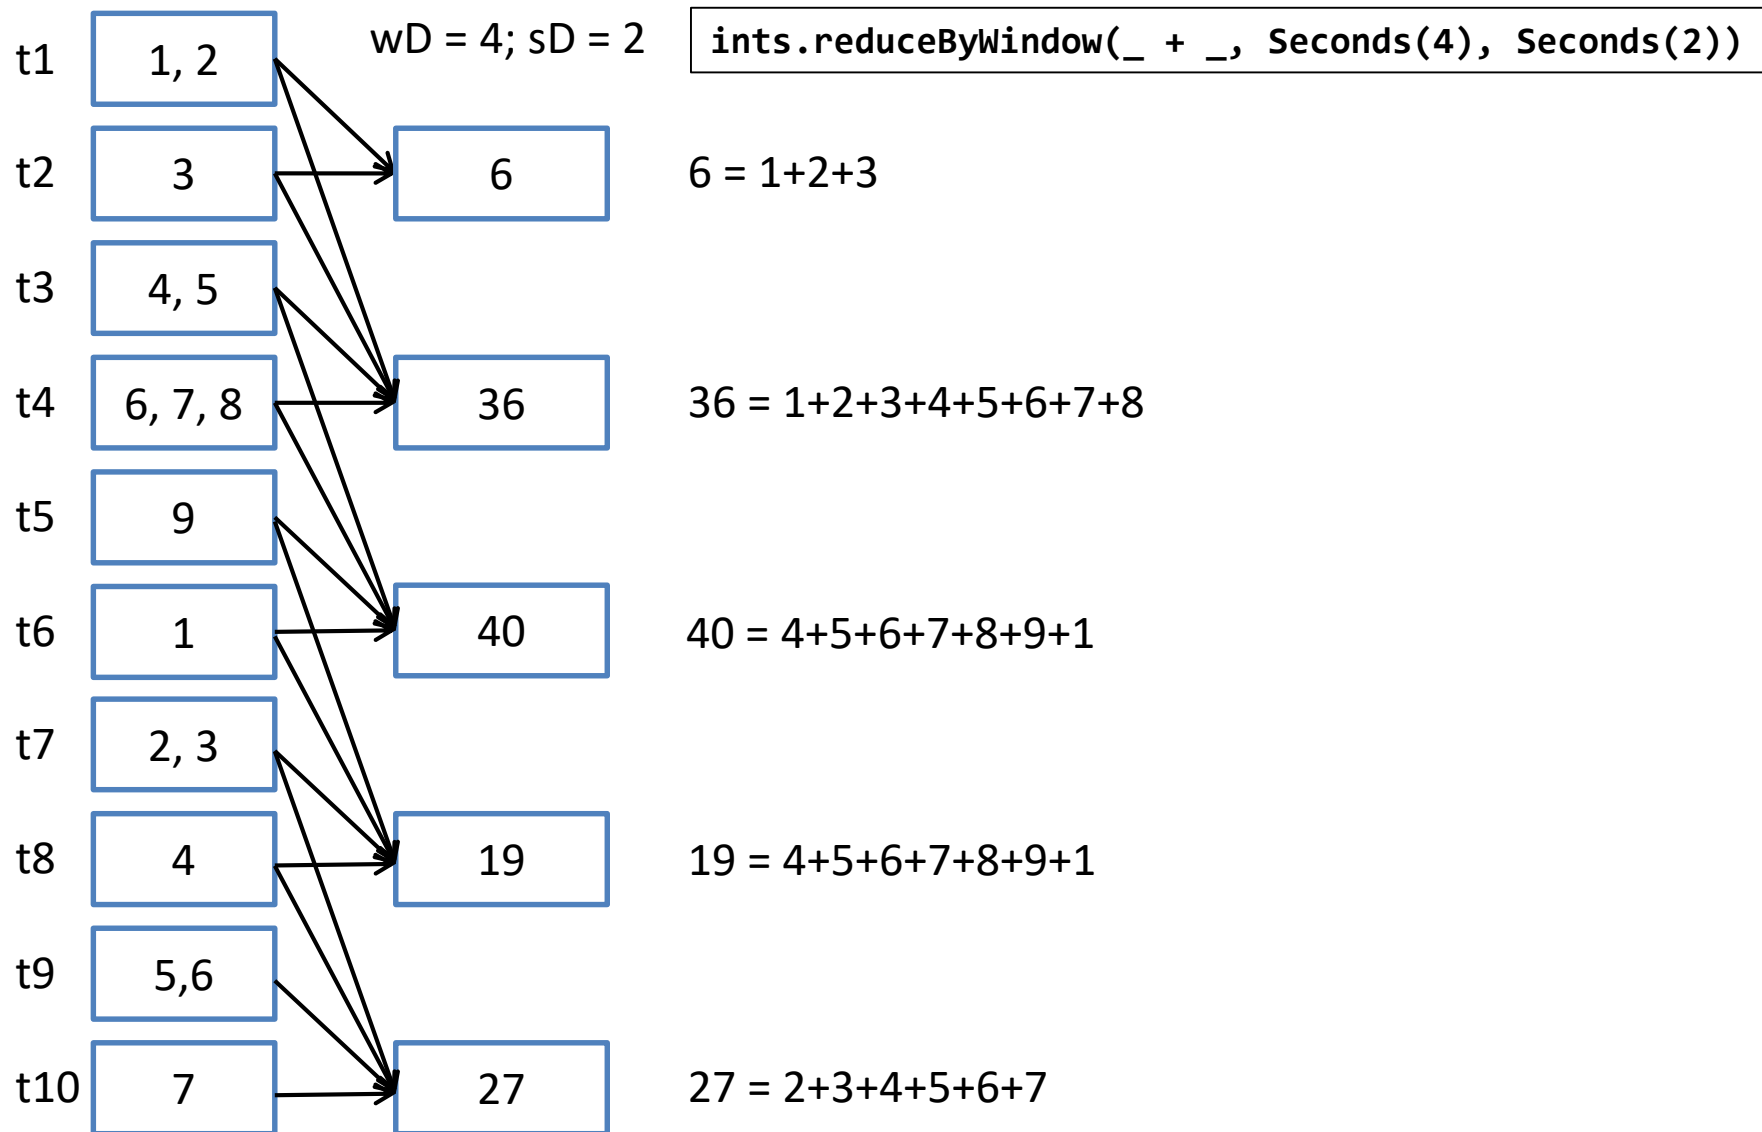 t1 1, 2 wD = 4; sD = 2 ints.reduceByWindow(_ + _, Seconds(4), Seconds(2))
t2 3 6 6 = 1+2+3
t3 4, 5
t4 6, 7, 8 36 36 = 1+2+3+4+5+6+7+8
t5 9
t6 1 40 40 = 4+5+6+7+8+9+1
t7 2, 3
t8 4 19 19 = 4+5+6+7+8+9+1
t9 5,6
t10 7 27 27 = 2+3+4+5+6+7